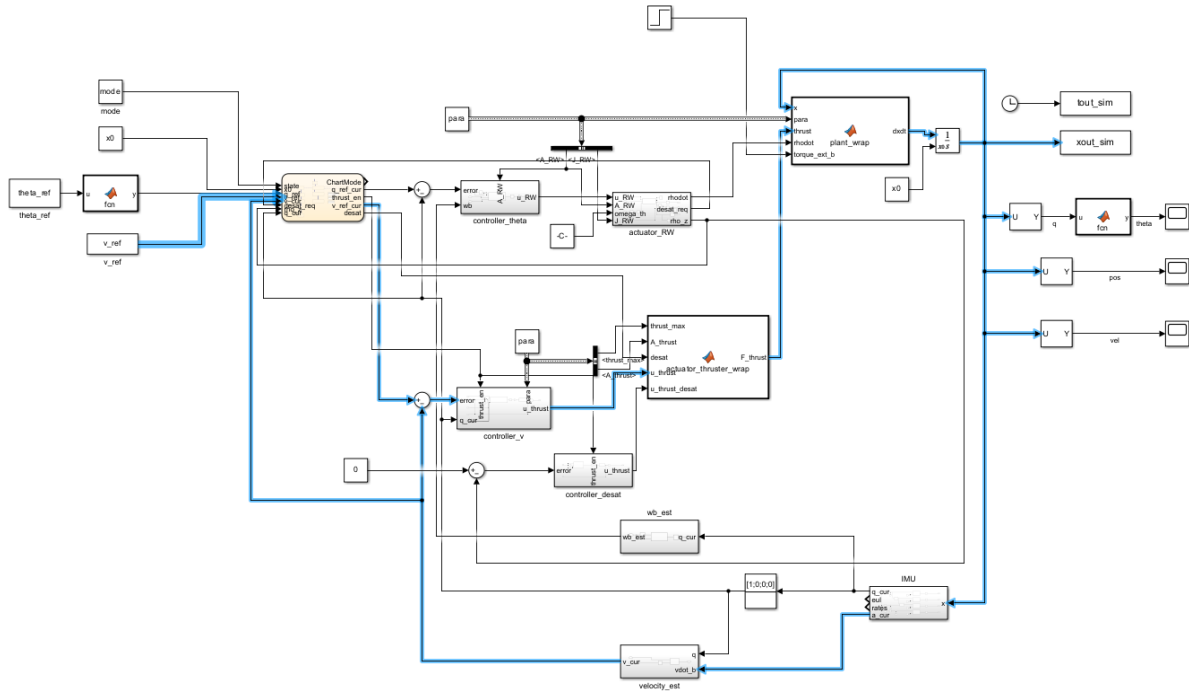 mode
mode
x0
theta_ref
theta_ref
u
y
fcn
v_ref
v_ref
state
x0
desat_req
q_cur
ChartMode
q_ref_cur
thrust_en
v_ref_cur
desat
para
<A_RW>
<J_RW>
error
wb
A_RW
u_RW
controller_theta
-C-
u_RW
A_RW
omega_th
J_RW
rhodot
desat_req
rho_z
actuator_RW
x
para
thrust
rhodot
torque_ext_b
dxdt
plant_wrap
1
x0
tout_sim
xout_sim
U
Y
q
u
y
fcn
theta
U
Y
pos
U
Y
vel
para
<thrust_max>
<A_thrust>
thrust_max
A_thrust
desat
u_thrust
u_thrust_desat
F_thrust
actuator_thruster_wrap
error
q_cur
thrust_en
para
u_thrust
controller_v
0
error
thrust_en
u_thrust
controller_desat
wb_est
wb_est
q_cur
[1;0;0;0]
IMU
q_cur
eul
rates
a_cur
x
v_cur
q
vdot_b
velocity_est